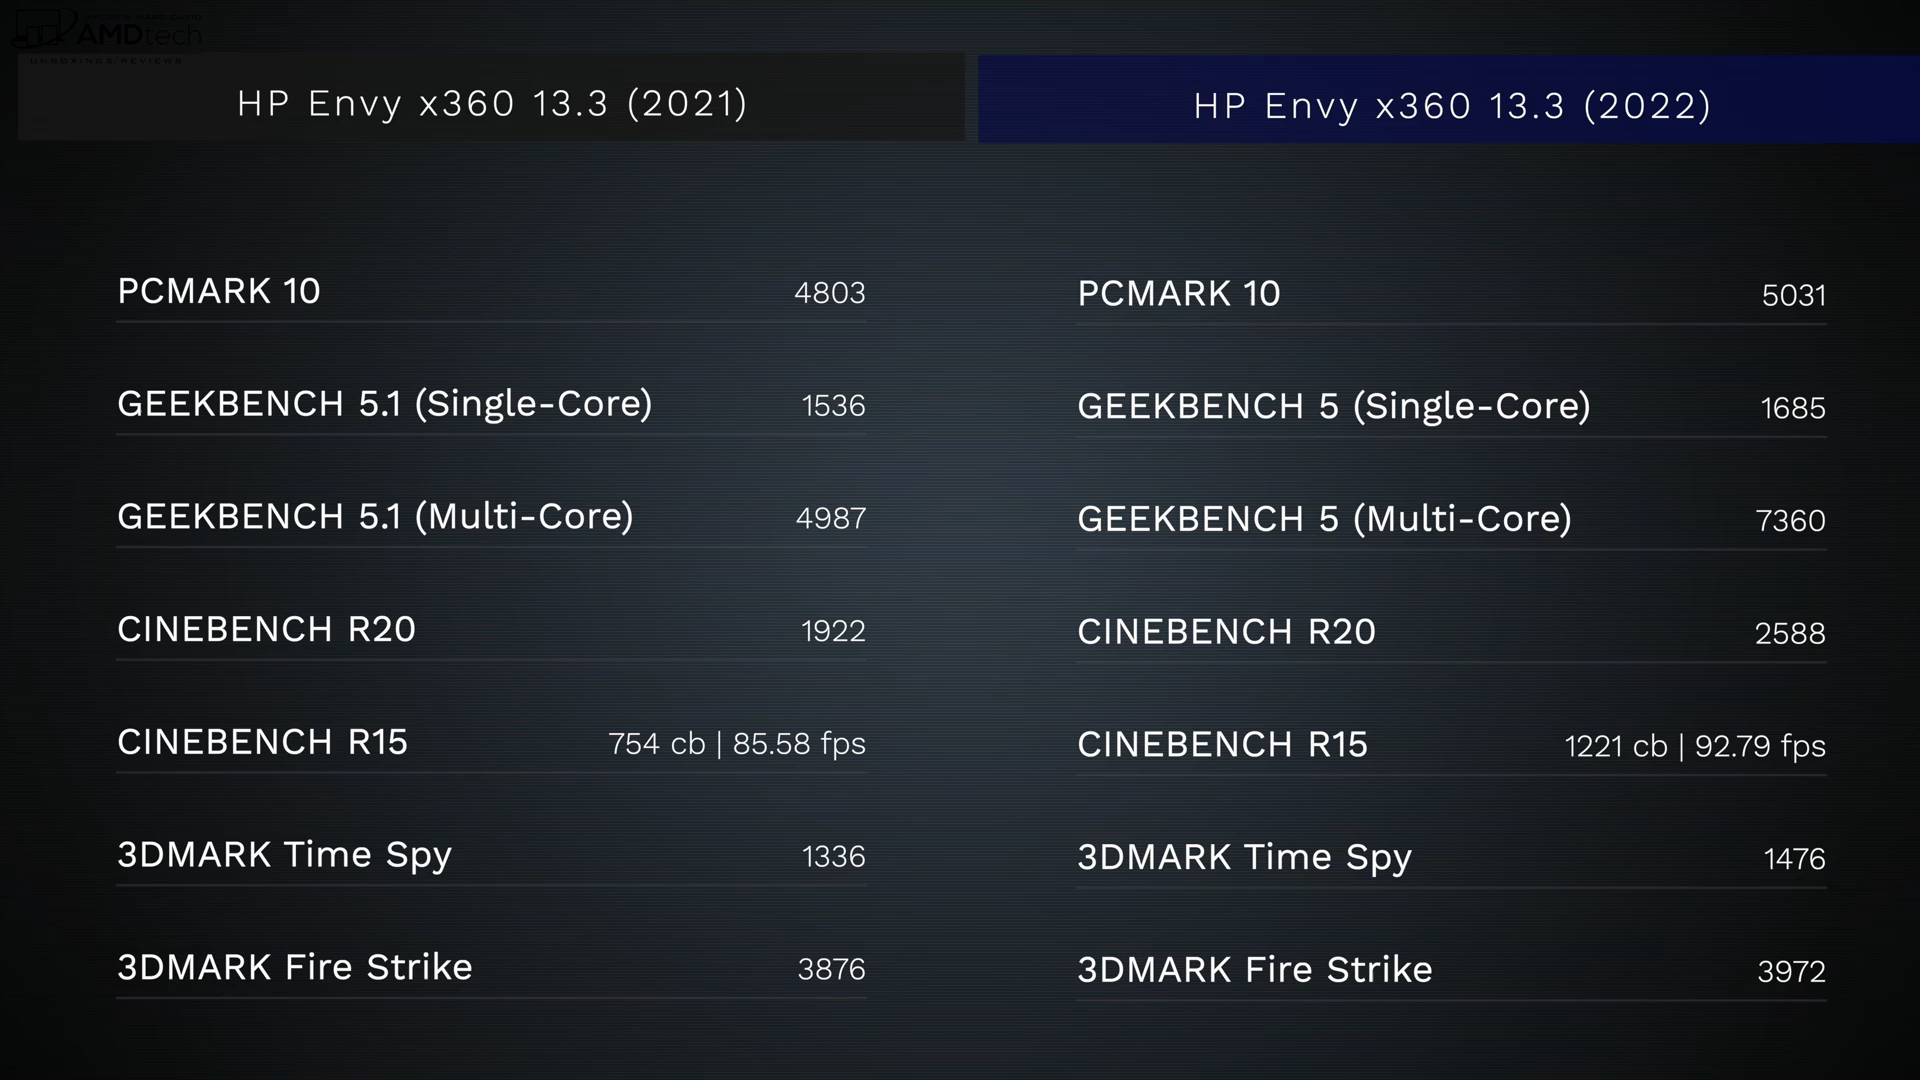 AMDtech
UNBOXINGS/REVIEWS
HP Envy x360 13.3 (2021)
PCMARK 10 4803
GEEKBENCH 5.1 (Single-Core) 1536
GEEKBENCH 5.1 (Multi-Core) 4987
CINEBENCH R20 1922
CINEBENCH R15 754 cb | 85.58 fps
3DMARK Time Spy 1336
3DMARK Fire Strike 3876
HP Envy x360 13.3 (2022)
PCMARK 10 5031
GEEKBENCH 5 (Single-Core) 1685
GEEKBENCH 5 (Multi-Core) 7360
CINEBENCH R20 2588
CINEBENCH R15 1221 cb | 92.79 fps
3DMARK Time Spy 1476
3DMARK Fire Strike 3972